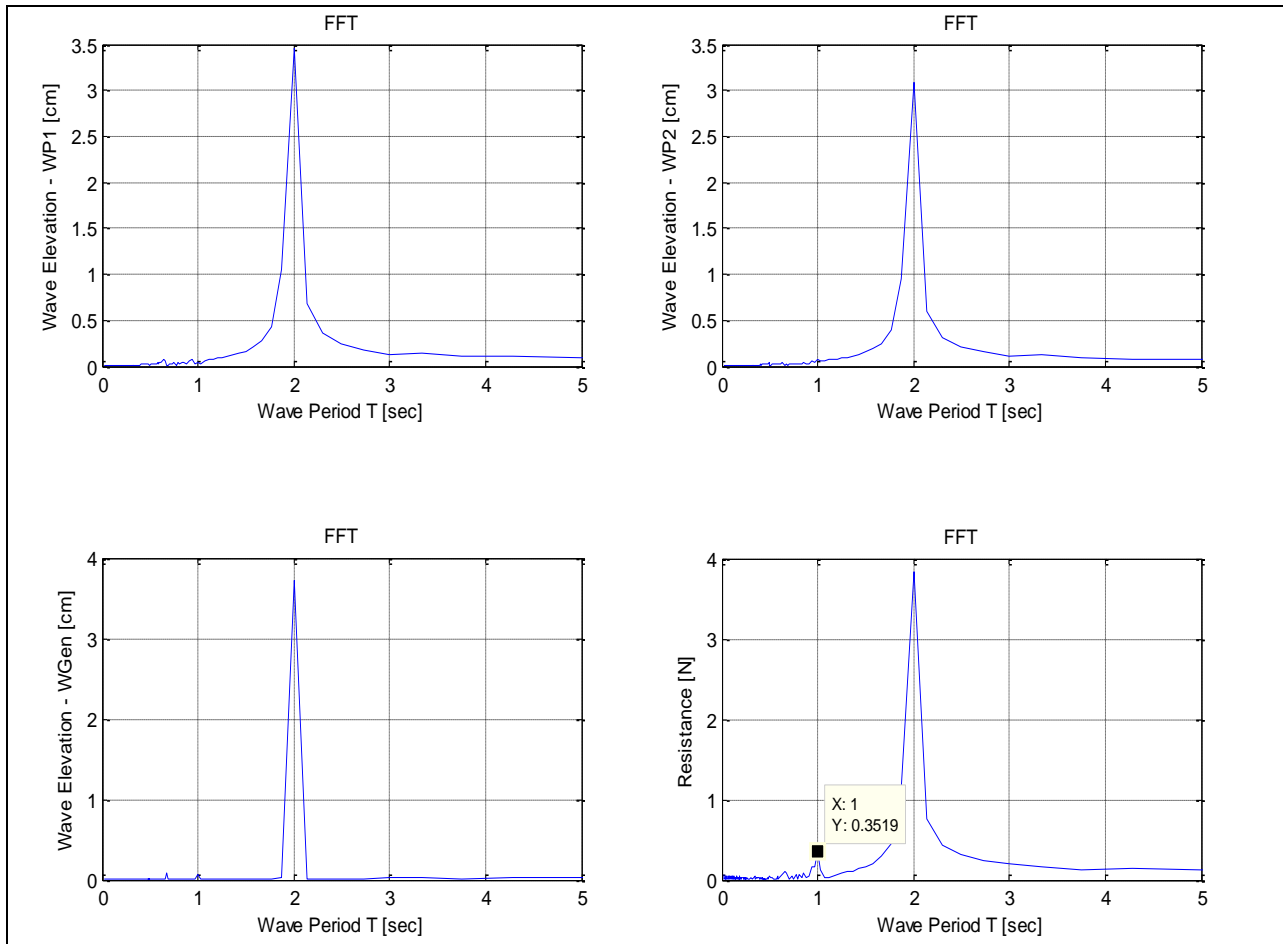 FFT
3.5
3
2.5
2
1.5
1
0.5
0
0 1 2 3 4 5
Wave Elevation - WP1 [cm]
Wave Period T [sec]
FFT
3.5
3
2.5
2
1.5
1
0.5
0
0 1 2 3 4 5
Wave Elevation - WP2 [cm]
Wave Period T [sec]
FFT
4
3
2
1
0
0 1 2 3 4 5
Wave Elevation - WGen [cm]
Wave Period T [sec]
FFT
4
3
2
1
0
X: 1
Y: 0.3519
0 1 2 3 4 5
Resistance [N]
Wave Period T [sec]